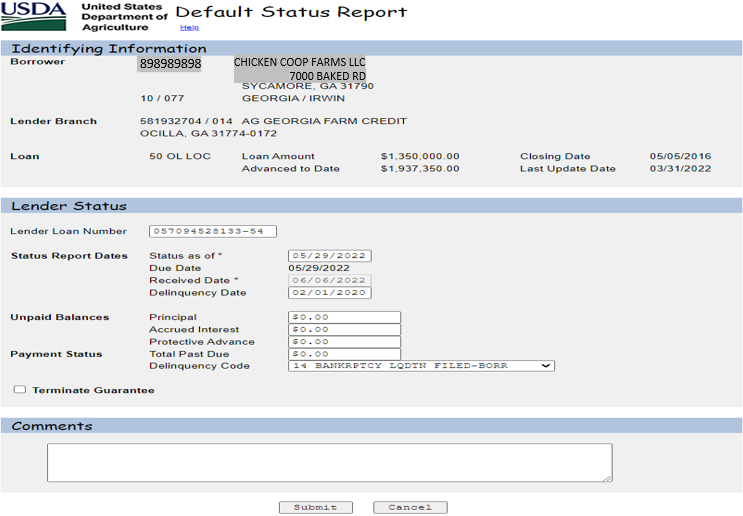 USDA United States Department of Agriculture Default Status Report
Help
Identifying Information
Borrower 898989898 CHICKEN COOP FARMS LLC
7000 BAKED RD
SYCAMORE, GA 31790
10 / 077 GEORGIA / IRWIN
Lender Branch 581932704 / 014 AG GEORGIA FARM CREDIT
OCILLA, GA 31774-0172
Loan 50 OL LOC Loan Amount $1,350,000.00 Closing Date 05/05/2016
Advanced to Date $1,937,350.00 Last Update Date 03/31/2022
Lender Status
Lender Loan Number 057094528133-54
Status Report Dates Status as of * 05/29/2022
Due Date 05/29/2022
Received Date * 06/06/2022
Delinquency Date 02/01/2020
Unpaid Balances Principal $0.00
Accrued Interest $0.00
Protective Advance $0.00
Payment Status Total Past Due $0.00
Delinquency Code 14 BANKRPTCY LQDTN FILED-BORR
Terminate Guarantee
Comments
Submit Cancel